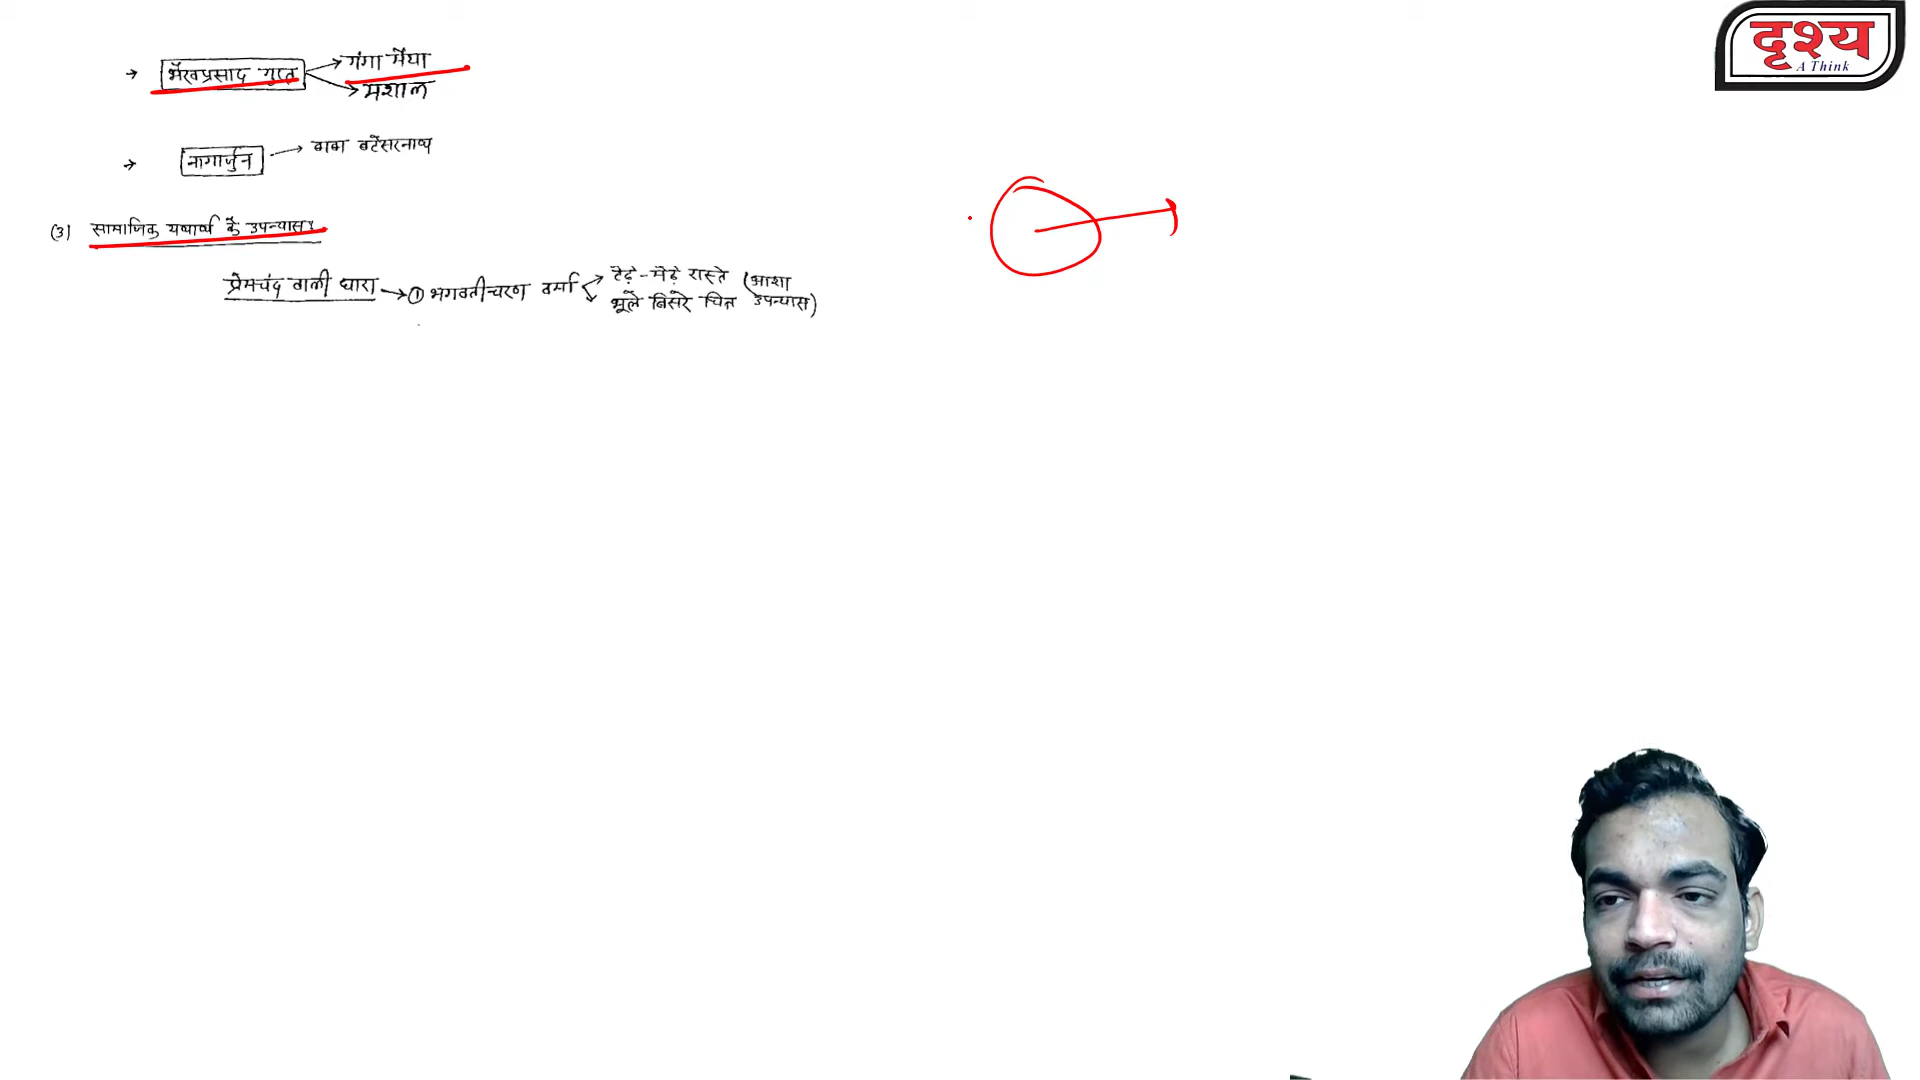 → भैरवप्रसाद गुप्त → गंगा मैया
→ मशाल
→ नागार्जुन → बाबा बटेसरनाथ
(3) सामाजिक यथार्थ के उपन्यास:
प्रेमचंद वाली धारा → ① भगवतीचरण वर्मा → टेढ़े-मेढ़े रास्ते (आशा
भूले बिसरे चित्र उपन्यास)
दृश्य
A Think